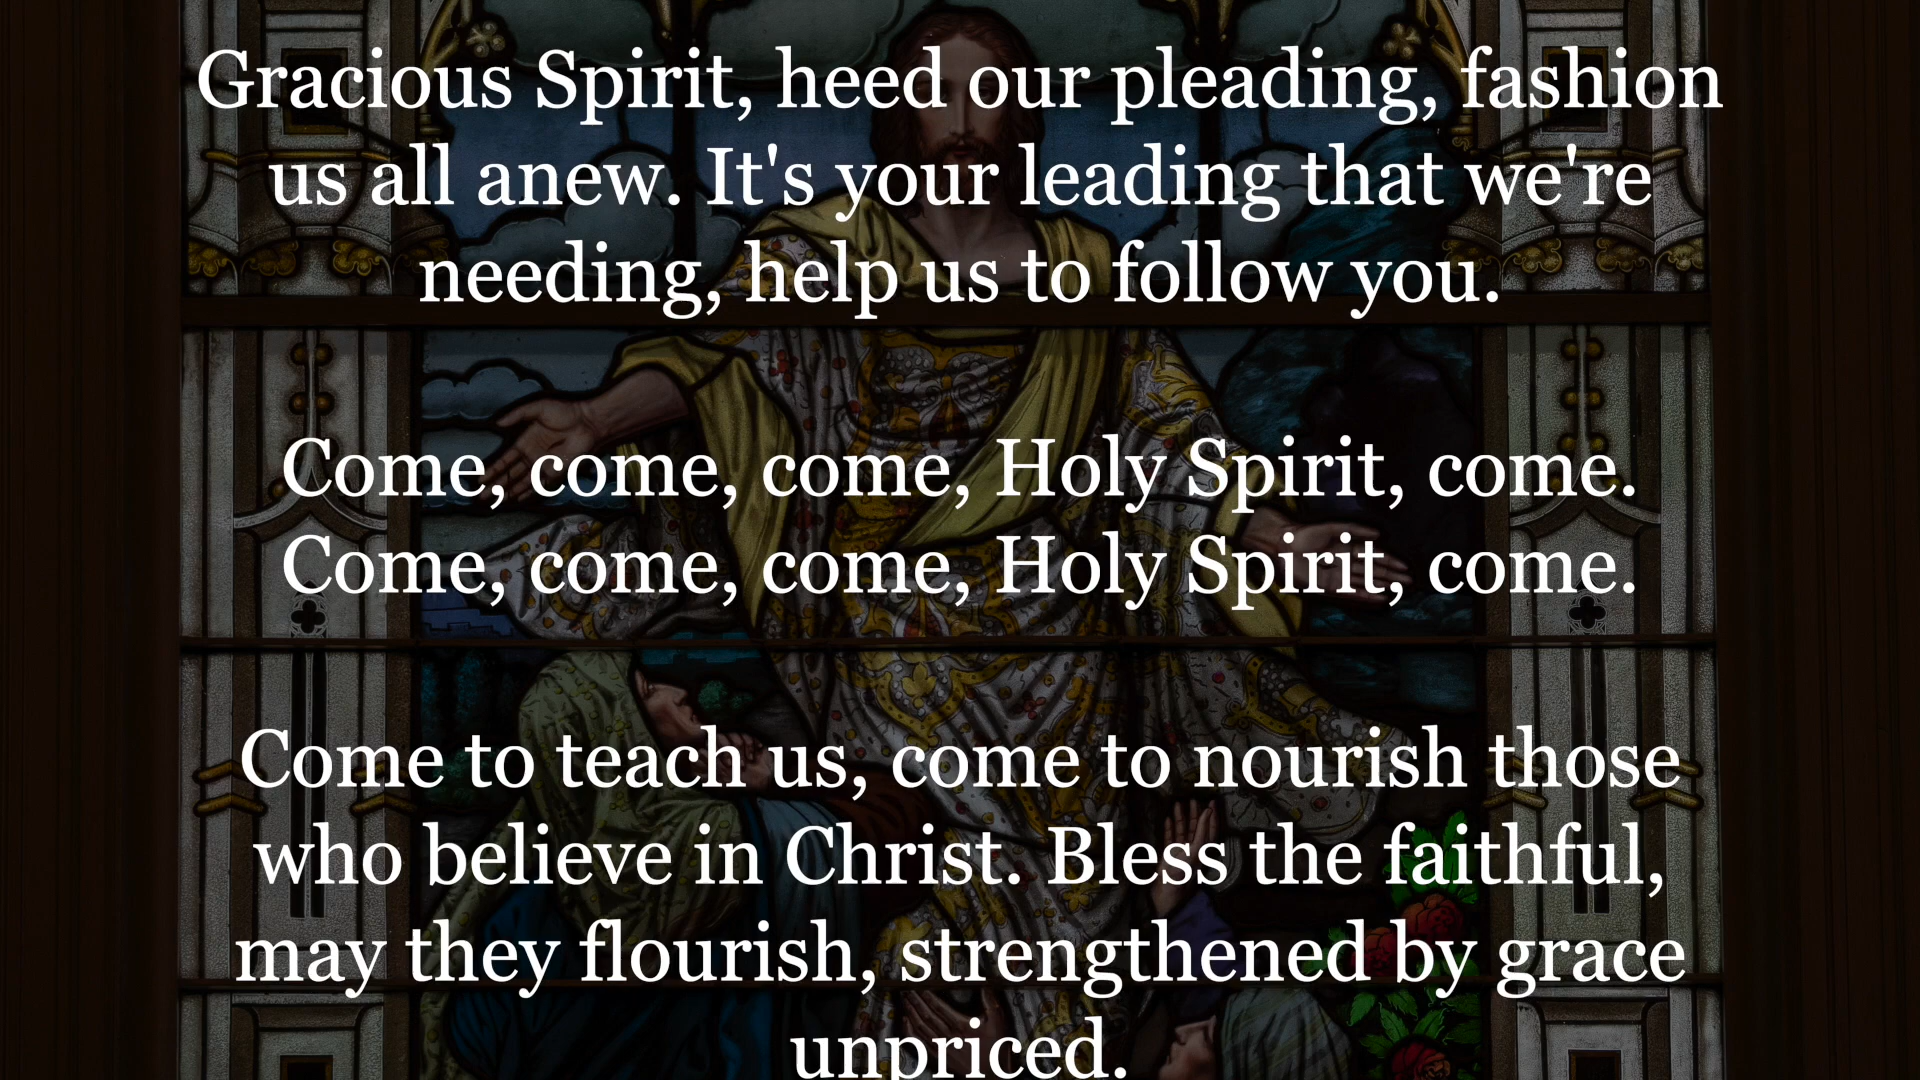 Gracious Spirit, heed our pleading, fashion
us all anew. It's your leading that we're
needing, help us to follow you.
Come, come, come, Holy Spirit, come.
Come, come, come, Holy Spirit, come.
Come to teach us, come to nourish those
who believe in Christ. Bless the faithful,
may they flourish, strengthened by grace
unpriced.